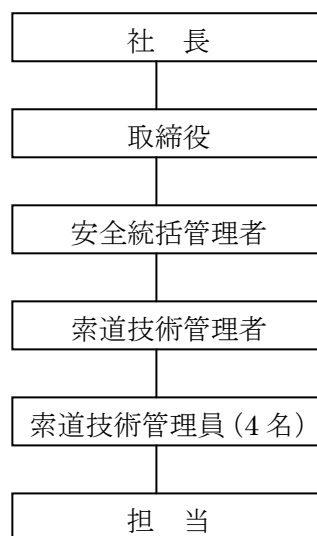 社　長
取締役
安全統括管理者
索道技術管理者
索道技術管理員（4 名）
担　当